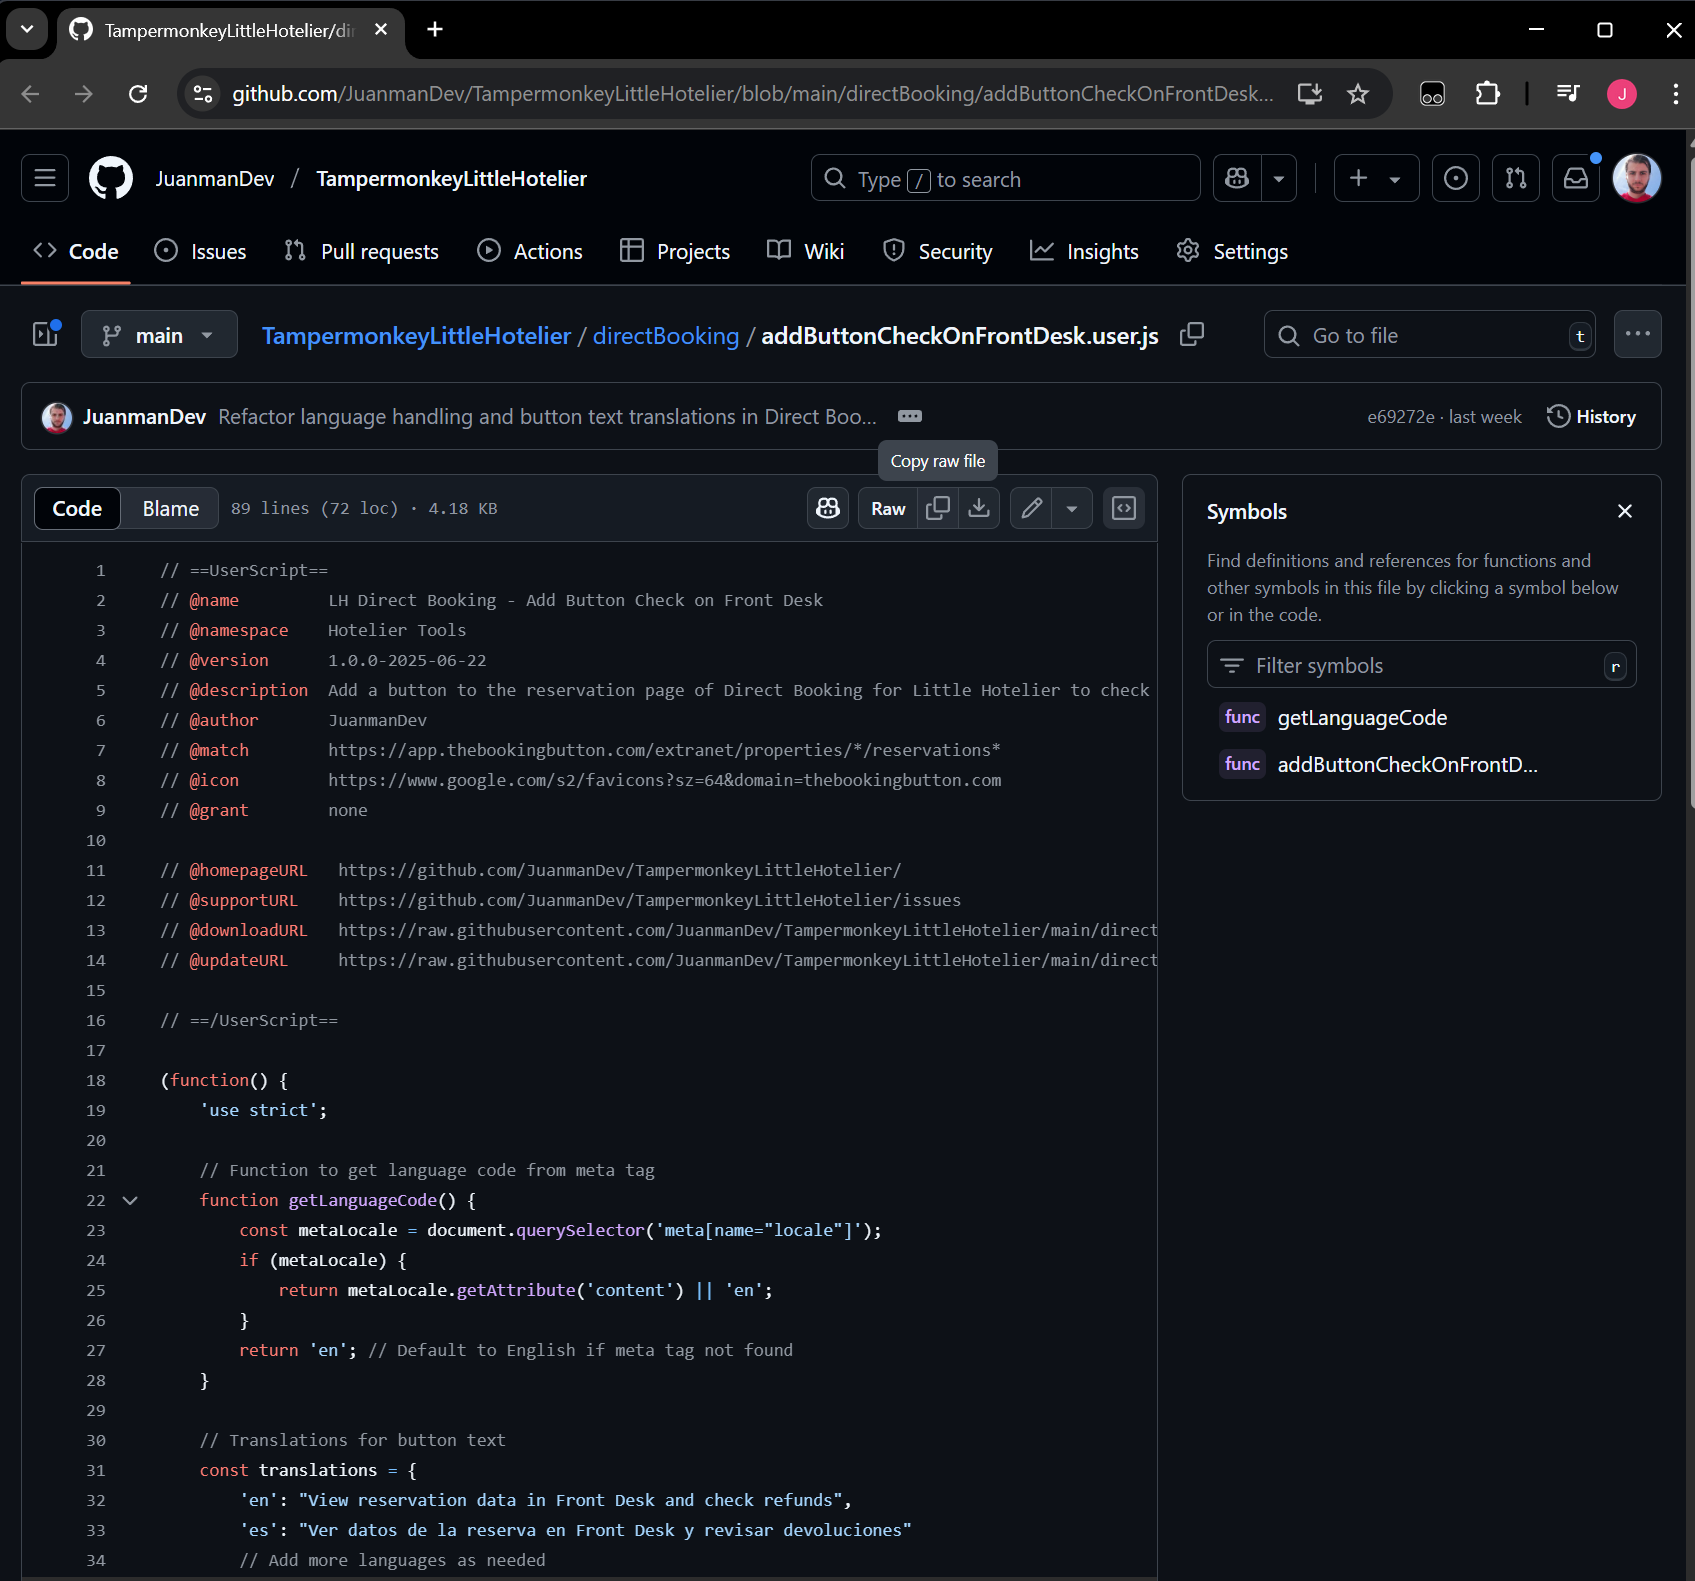 TampermonkeyLittleHotelier/dir
github.com/JuanmanDev/TampermonkeyLittleHotelier/blob/main/directBooking/addButtonCheckOnFrontDesk...
J
JuanmanDev / TampermonkeyLittleHotelier
Type / to search
Code Issues Pull requests Actions Projects Wiki Security Insights Settings
main
TampermonkeyLittleHotelier / directBooking / addButtonCheckOnFrontDesk.user.js
Go to file t
JuanmanDev Refactor language handling and button text translations in Direct Boo...
e69272e · last week History
Copy raw file
Code Blame 89 lines (72 loc) · 4.18 KB
Raw
1 // ==UserScript==
2 // @name LH Direct Booking - Add Button Check on Front Desk
3 // @namespace Hotelier Tools
4 // @version 1.0.0-2025-06-22
5 // @description Add a button to the reservation page of Direct Booking for Little Hotelier to check
6 // @author JuanmanDev
7 // @match https://app.thebookingbutton.com/extranet/properties/*/reservations*
8 // @icon https://www.google.com/s2/favicons?sz=64&domain=thebookingbutton.com
9 // @grant none
10
11 // @homepageURL https://github.com/JuanmanDev/TampermonkeyLittleHotelier/
12 // @supportURL https://github.com/JuanmanDev/TampermonkeyLittleHotelier/issues
13 // @downloadURL https://raw.githubusercontent.com/JuanmanDev/TampermonkeyLittleHotelier/main/direct
14 // @updateURL https://raw.githubusercontent.com/JuanmanDev/TampermonkeyLittleHotelier/main/direct
15
16 // ==/UserScript==
17
18 (function() {
19 'use strict';
20
21 // Function to get language code from meta tag
22 function getLanguageCode() {
23 const metaLocale = document.querySelector('meta[name="locale"]');
24 if (metaLocale) {
25 return metaLocale.getAttribute('content') || 'en';
26 }
27 return 'en'; // Default to English if meta tag not found
28 }
29
30 // Translations for button text
31 const translations = {
32 'en': "View reservation data in Front Desk and check refunds",
33 'es': "Ver datos de la reserva en Front Desk y revisar devoluciones"
34 // Add more languages as needed
Symbols
Find definitions and references for functions and
other symbols in this file by clicking a symbol below
or in the code.
Filter symbols r
func getLanguageCode
func addButtonCheckOnFrontD...